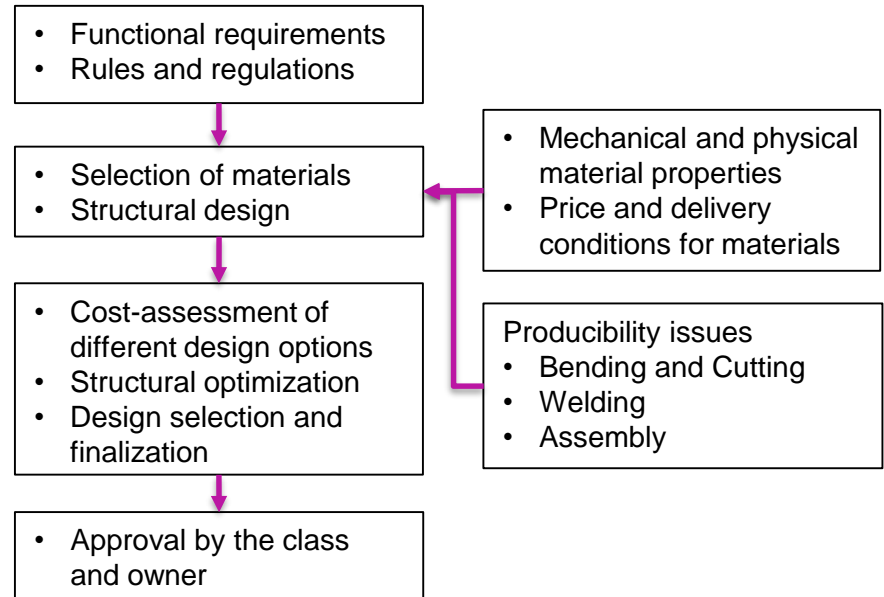 • Functional requirements
• Rules and regulations
• Selection of materials
• Structural design
• Mechanical and physical
material properties
• Price and delivery
conditions for materials
• Cost-assessment of
different design options
• Structural optimization
• Design selection and
finalization
Producibility issues
• Bending and Cutting
• Welding
• Assembly
• Approval by the class
and owner